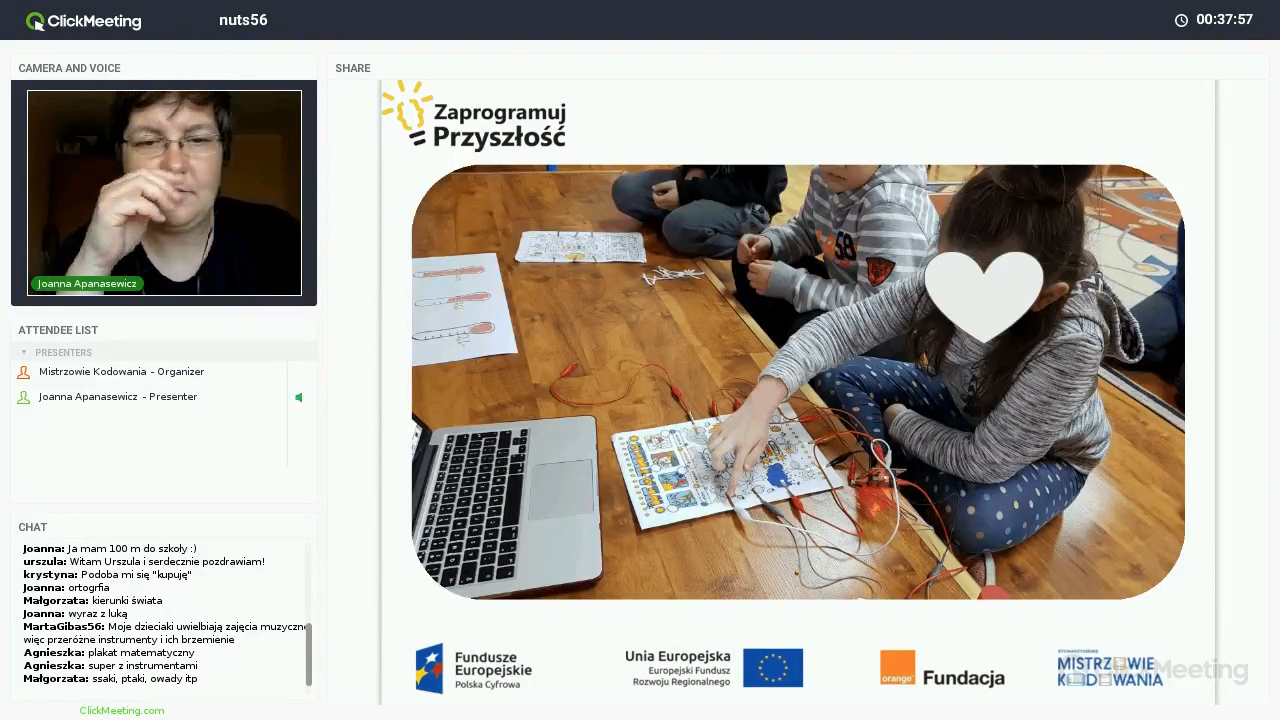 ClickMeeting
nuts56
00:37:57
CAMERA AND VOICE
Joanna Apanasewicz
ATTENDEE LIST
PRESENTERS
Mistrzowie Kodowania - Organizer
Joanna Apanasewicz - Presenter
CHAT
Joanna: Ja mam 100 m do szkoły :)
urszula: Witam Urszula i serdecznie pozdrawiam!
krystyna: Podoba mi się "kupuję"
Joanna: ortogrfia
Małgorzata: kierunki świata
Joanna: wyraz z luką
MartaGibas56: Moje dzieciaki uwielbiają zajęcia muzyczne
więc przeróżne instrumenty i ich brzemienie
Agnieszka: plakat matematyczny
Agnieszka: super z instrumentami
Małgorzata: ssaki, ptaki, owady itp
ClickMeeting.com
SHARE
Zaprogramuj
Przyszłość
58
Fundusze
Europejskie
Polska Cyfrowa
Unia Europejska
Europejski Fundusz
Rozwoju Regionalnego
orange
Fundacja
STOWARZYSZENIE
MISTRZOWIE
KODOWANIA
ClickMeeting